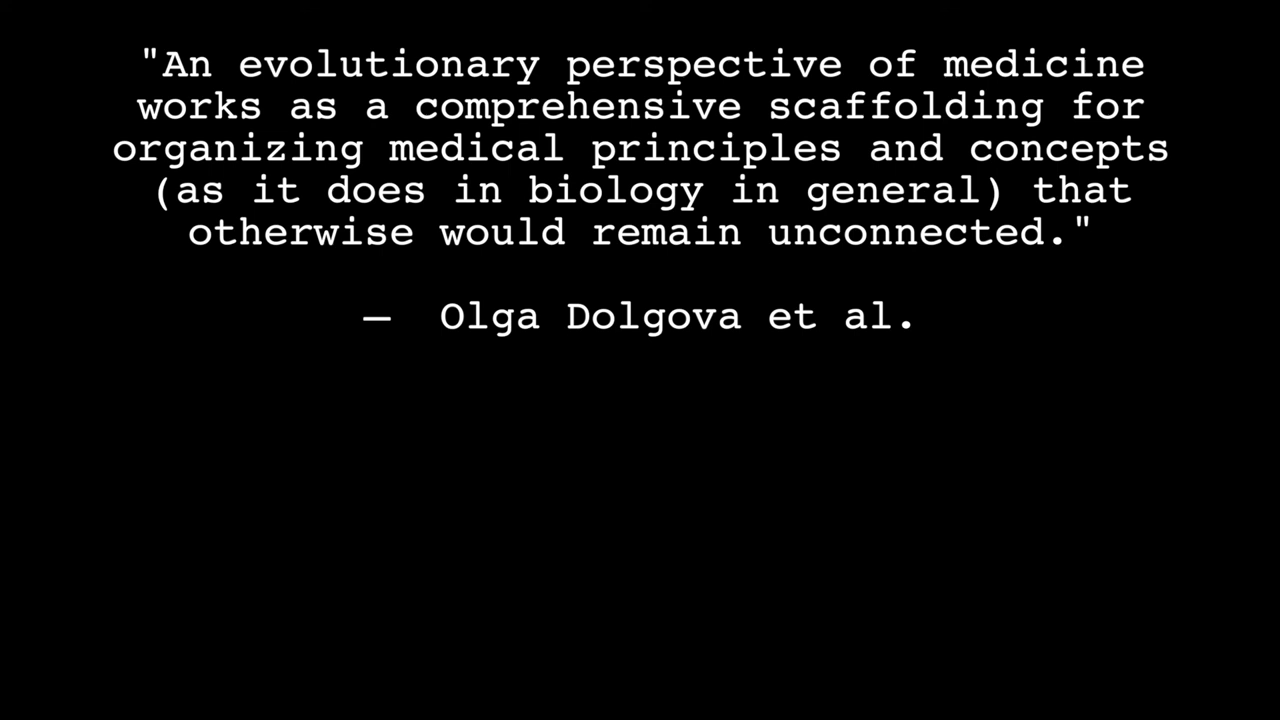 "An evolutionary perspective of medicine
works as a comprehensive scaffolding for
organizing medical principles and concepts
(as it does in biology in general) that
otherwise would remain unconnected."
— Olga Dolgova et al.